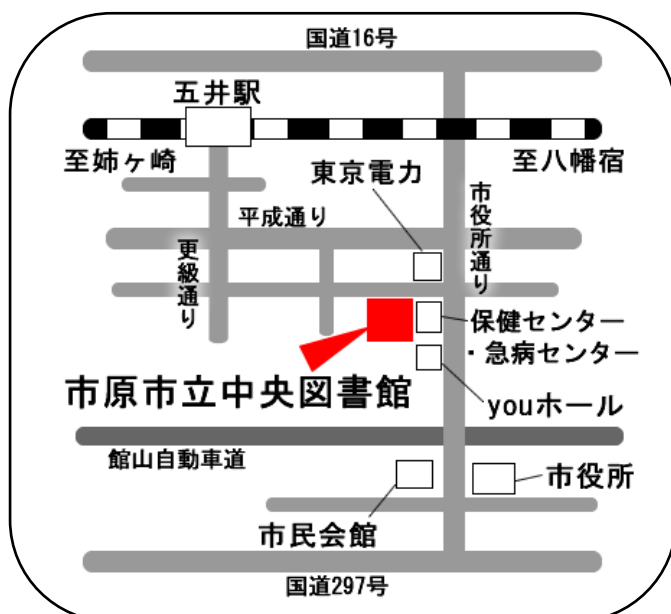 国道16号
五井駅
至姉ヶ崎
至八幡宿
東京電力
市役所通り
平成通り
更級通り
保健センター
・急病センター
市原市立中央図書館
youホール
館山自動車道
市役所
市民会館
国道297号